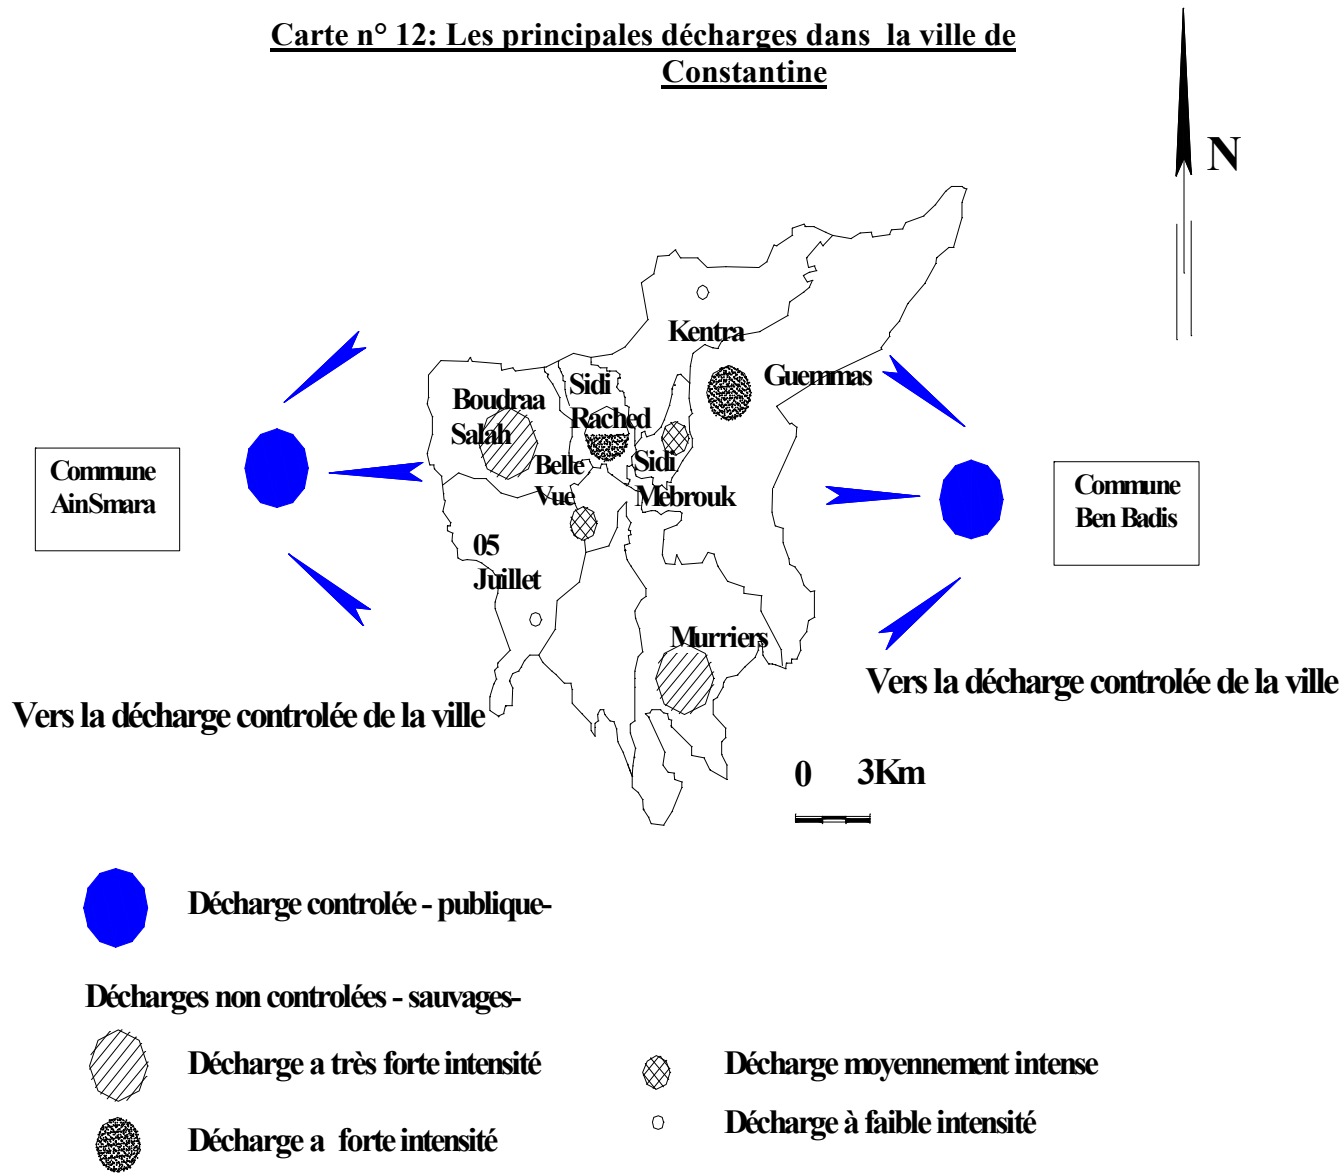 Carte n° 12: Les principales décharges dans la ville de
Constantine
N
Kentra
Guemmas
Sidi
Rached
Boudraa
Salah
Belle
Vue
Sidi
Mebrouk
Commune
AinSmara
Commune
Ben Badis
05
Juillet
Murriers
Vers la décharge controlée de la ville
Vers la décharge controlée de la ville
0 3Km
Décharge controlée - publique-
Décharges non controlées - sauvages-
Décharge a très forte intensité
Décharge moyennement intense
Décharge a forte intensité
Décharge à faible intensité